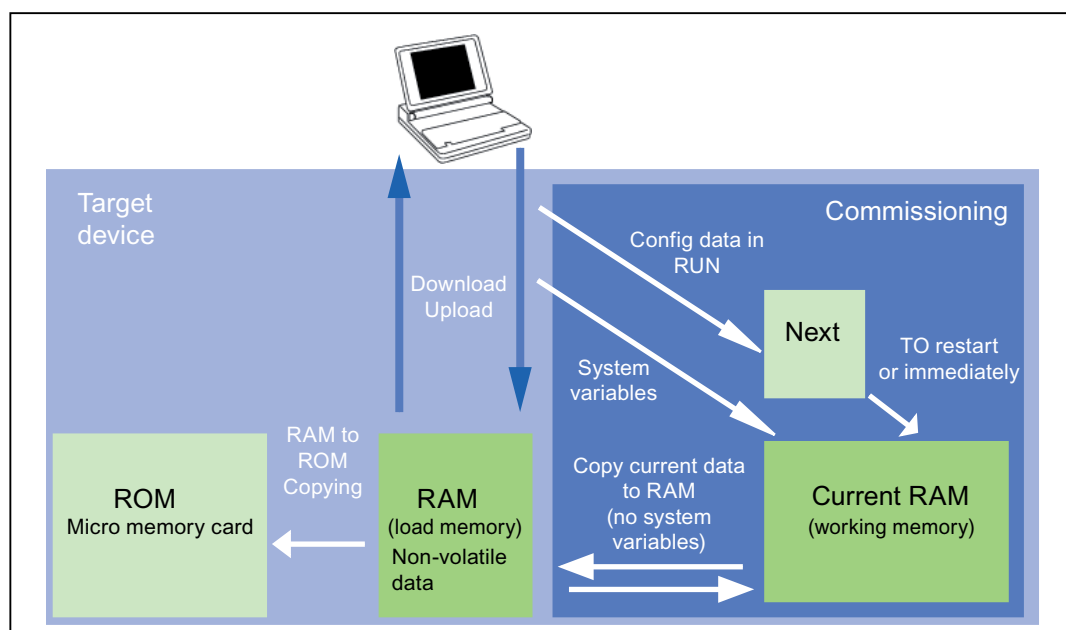 Target
device
Commissioning
Config data in
RUN
Download
Upload
Next
System
variables
TO restart
or immediately
RAM to
ROM
Copying
Copy current data
to RAM
(no system
variables)
ROM
Micro memory card
RAM
(load memory)
Non-volatile
data
Current RAM
(working memory)